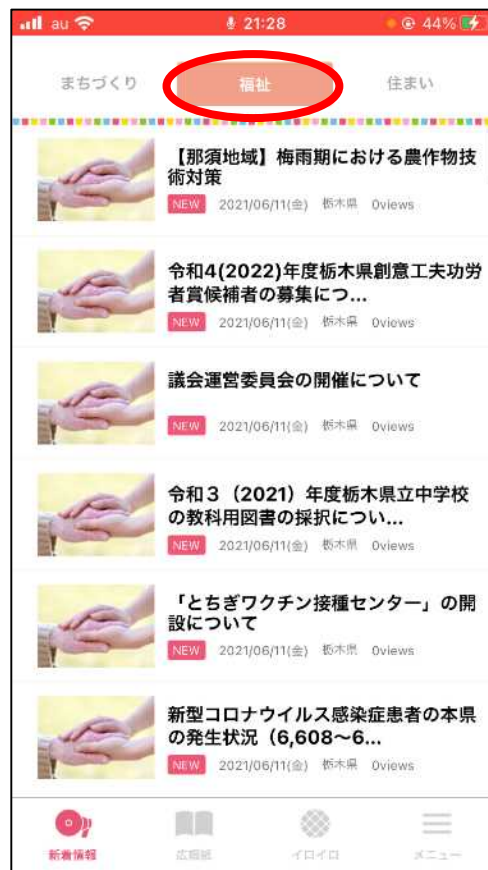 au 21:28 44%
まちづくり 福祉 住まい
【那須地域】梅雨期における農作物技
術対策
NEW 2021/06/11(金) 栃木県 0views
令和4(2022)年度栃木県創意工夫功労
者賞候補者の募集につ...
NEW 2021/06/11(金) 栃木県 0views
議会運営委員会の開催について
NEW 2021/06/11(金) 栃木県 0views
令和３（2021）年度栃木県立中学校
の教科用図書の採択につい...
NEW 2021/06/11(金) 栃木県 0views
「とちぎワクチン接種センター」の開
設について
NEW 2021/06/11(金) 栃木県 0views
新型コロナウイルス感染症患者の本県
の発生状況（6,608〜6...
NEW 2021/06/11(金) 栃木県 0views
新着情報 広報紙 イロイロ メニュー